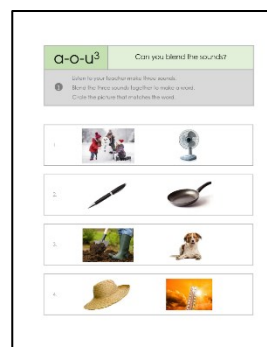 a-o-u³
Can you blend the sounds?
Listen to your teacher make three sounds.
Blend the three sounds together to make a word.
Circle the picture that matches the word.
1.
2.
3.
4.